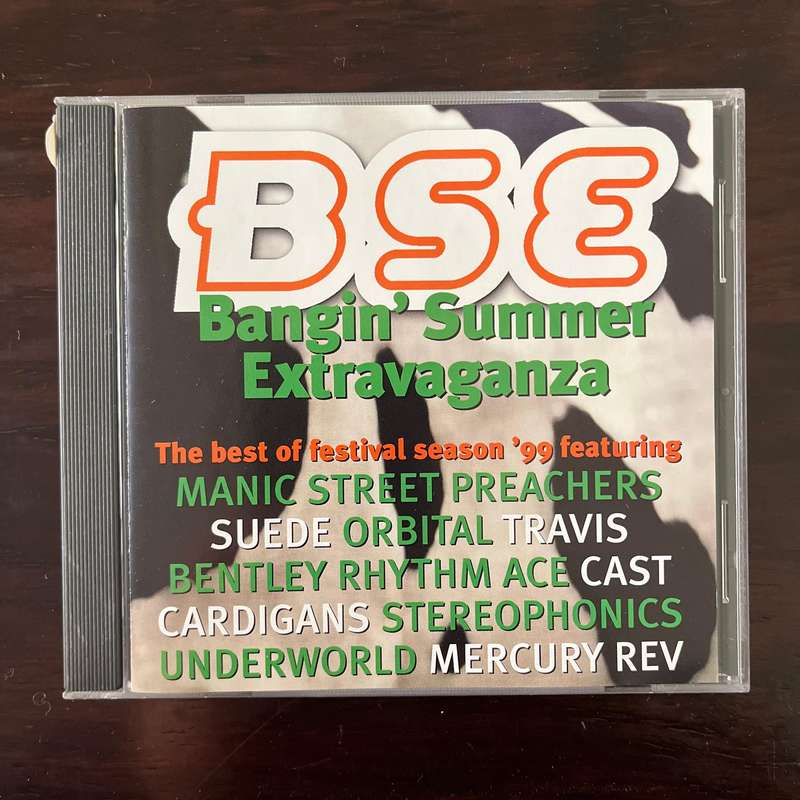 BSE
Bangin' Summer
Extravaganza
The best of festival season '99 featuring
MANIC STREET PREACHERS
SUEDE ORBITAL TRAVIS
BENTLEY RHYTHM ACE CAST
CARDIGANS STEREOPHONICS
UNDERWORLD MERCURY REV